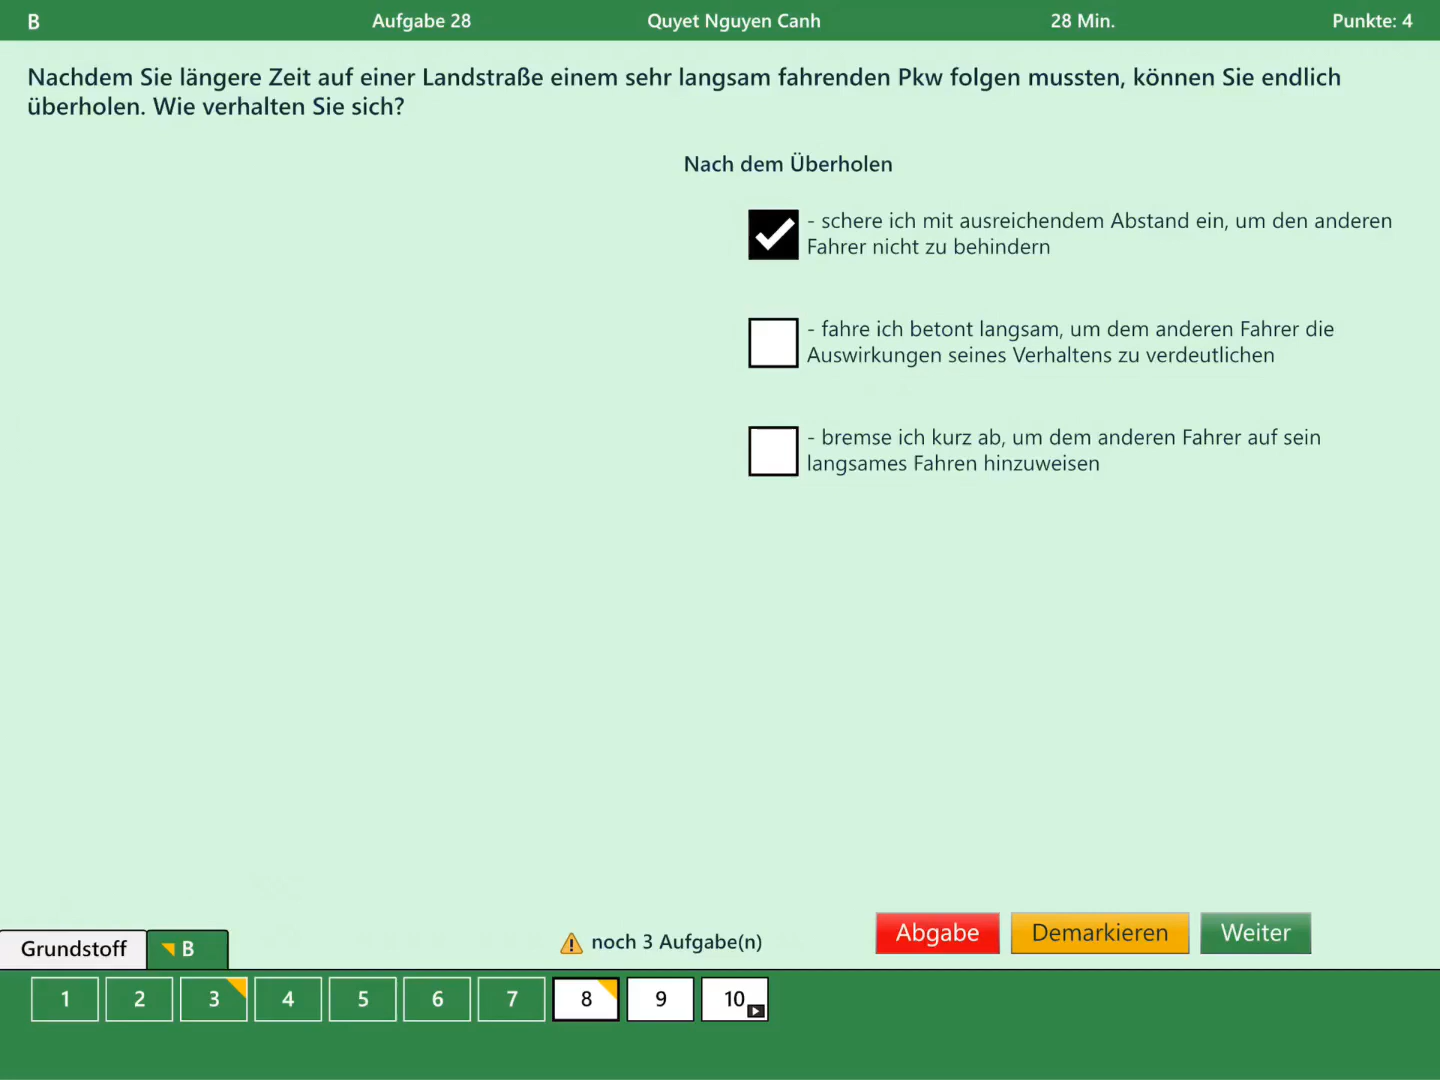 B Aufgabe 28 Quyet Nguyen Canh 28 Min. Punkte: 4
Nachdem Sie längere Zeit auf einer Landstraße einem sehr langsam fahrenden Pkw folgen mussten, können Sie endlich
überholen. Wie verhalten Sie sich?
Nach dem Überholen
- schere ich mit ausreichendem Abstand ein, um den anderen
Fahrer nicht zu behindern
- fahre ich betont langsam, um dem anderen Fahrer die
Auswirkungen seines Verhaltens zu verdeutlichen
- bremse ich kurz ab, um dem anderen Fahrer auf sein
langsames Fahren hinzuweisen
noch 3 Aufgabe(n) Abgabe Demarkieren Weiter
Grundstoff B
1 2 3 4 5 6 7 8 9 10